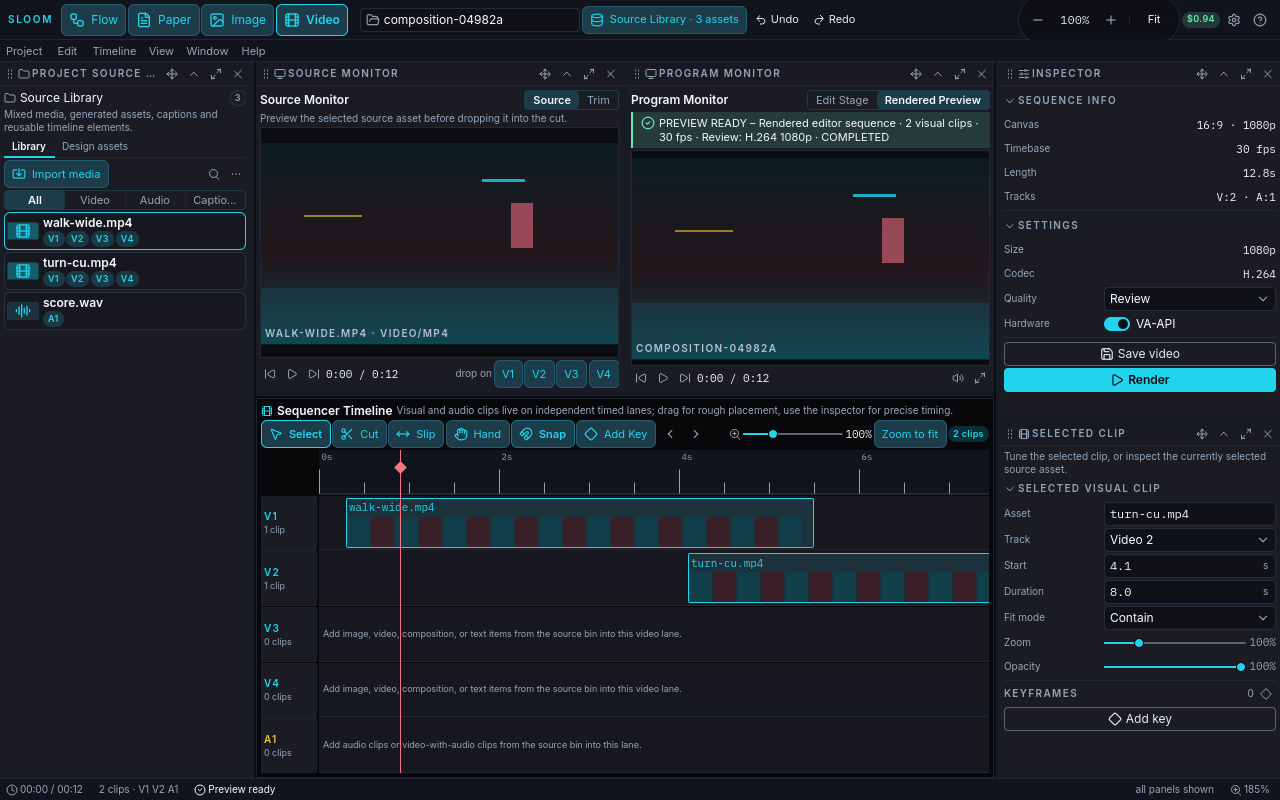 SLOOM
Flow
Paper
Image
Video
composition-04982a
Source Library · 3 assets
Undo
Redo
100%
Fit
$0.94
Project
Edit
Timeline
View
Window
Help
PROJECT SOURCE ...
Source Library
3
Mixed media, generated assets, captions and
reusable timeline elements.
Library
Design assets
Import media
All
Video
Audio
Captio...
walk-wide.mp4
V1 V2 V3 V4
turn-cu.mp4
V1 V2 V3 V4
score.wav
A1
SOURCE MONITOR
Source Monitor
Source
Trim
Preview the selected source asset before dropping it into the cut.
WALK-WIDE.MP4 · VIDEO/MP4
0:00 / 0:12
drop on
V1
V2
V3
V4
PROGRAM MONITOR
Program Monitor
Edit Stage
Rendered Preview
PREVIEW READY – Rendered editor sequence · 2 visual clips ·
30 fps · Review: H.264 1080p · COMPLETED
COMPOSITION-04982A
0:00 / 0:12
Sequencer Timeline
Visual and audio clips live on independent timed lanes; drag for rough placement, use the inspector for precise timing.
Select
Cut
Slip
Hand
Snap
Add Key
100%
Zoom to fit
2 clips
0s
2s
4s
6s
V1
1 clip
walk-wide.mp4
V2
1 clip
turn-cu.mp4
V3
0 clips
Add image, video, composition, or text items from the source bin into this video lane.
V4
0 clips
Add image, video, composition, or text items from the source bin into this video lane.
A1
0 clips
Add audio clips or video-with-audio clips from the source bin into this lane.
INSPECTOR
SEQUENCE INFO
Canvas
16:9 · 1080p
Timebase
30 fps
Length
12.8s
Tracks
V:2 · A:1
SETTINGS
Size
1080p
Codec
H.264
Quality
Review
Hardware
VA-API
Save video
Render
SELECTED CLIP
Tune the selected clip, or inspect the currently selected
source asset.
SELECTED VISUAL CLIP
Asset
turn-cu.mp4
Track
Video 2
Start
4.1
s
Duration
8.0
s
Fit mode
Contain
Zoom
100%
Opacity
100%
KEYFRAMES
0
Add key
00:00 / 00:12
2 clips · V1 V2 A1
Preview ready
all panels shown
185%